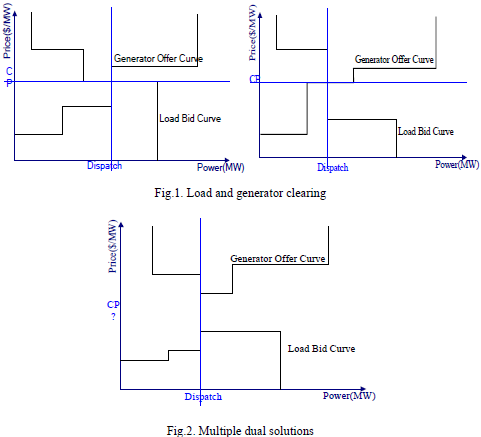 Price($/MW)
C
P
Generator Offer Curve
Load Bid Curve
Dispatch
Power(MW)
Price($/MW)
CP
Generator Offer Curve
Load Bid Curve
Dispatch
Power(MW)
Fig.1. Load and generator clearing
Price($/MW)
CP
?
Generator Offer Curve
Load Bid Curve
Dispatch
Power(MW)
Fig.2. Multiple dual solutions